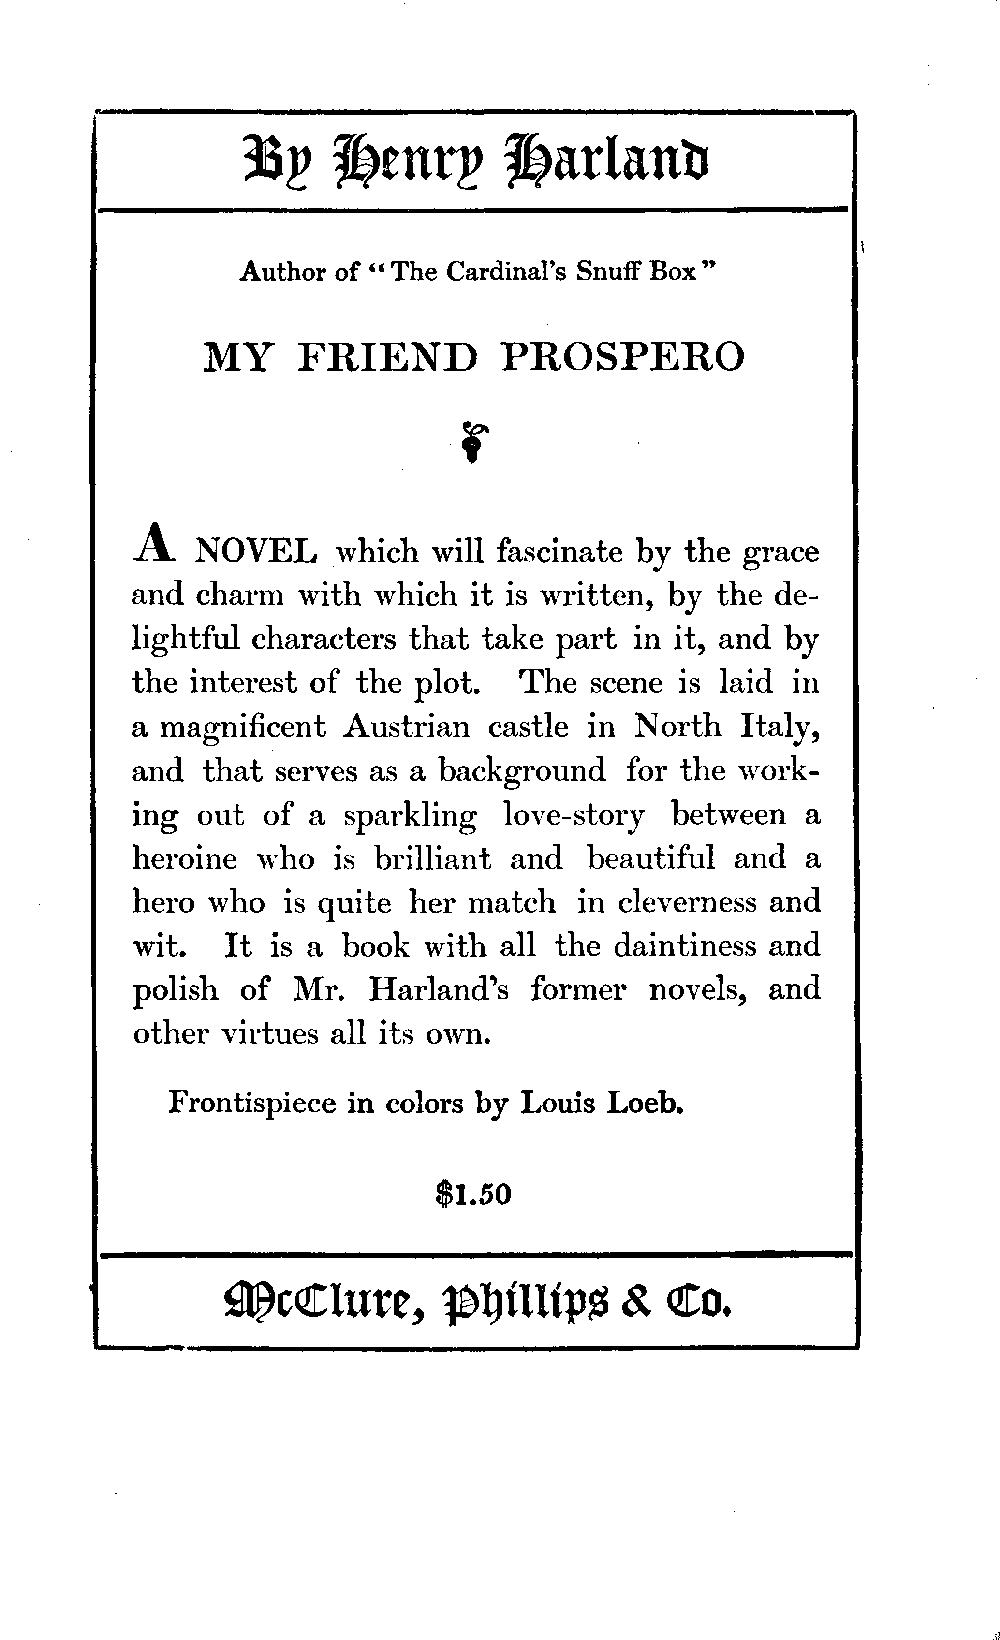 By Henry Harland
Author of "The Cardinal's Snuff Box"
MY FRIEND PROSPERO
A NOVEL which will fascinate by the grace
and charm with which it is written, by the de-
lightful characters that take part in it, and by
the interest of the plot. The scene is laid in
a magnificent Austrian castle in North Italy,
and that serves as a background for the work-
ing out of a sparkling love-story between a
heroine who is brilliant and beautiful and a
hero who is quite her match in cleverness and
wit. It is a book with all the daintiness and
polish of Mr. Harland's former novels, and
other virtues all its own.
Frontispiece in colors by Louis Loeb.
$1.50
McClure, Phillips & Co.